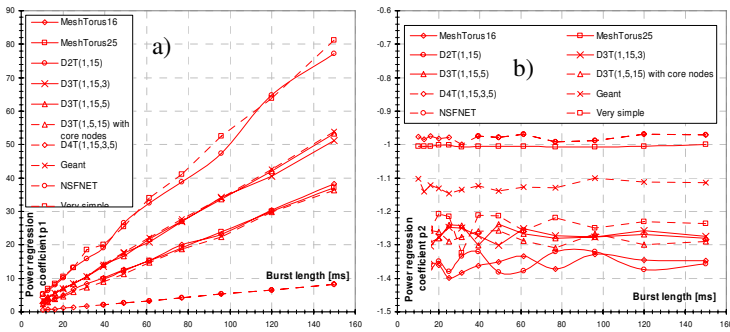 a)
90
80
70
60
50
40
30
20
10
0
MeshTorus16
MeshTorus25
D2T(1,15)
D3T(1,15,3)
D3T(1,15,5)
D3T(1,5,15) with
core nodes
D4T(1,15,3,5)
Geant
NSFNET
Very simple
Power regression
coefficient p1
Burst length [ms]
0 20 40 60 80 100 120 140 160
b)
-0.6
-0.7
-0.8
-0.9
-1
-1.1
-1.2
-1.3
-1.4
-1.5
MeshTorus16 MeshTorus25
D2T(1,15) D3T(1,15,3)
D3T(1,15,5) D3T(1,5,15) with core nodes
D4T(1,15,3,5) Geant
NSFNET Very simple
Power regression
coefficient p2
Burst length [ms]
0 20 40 60 80 100 120 140 160